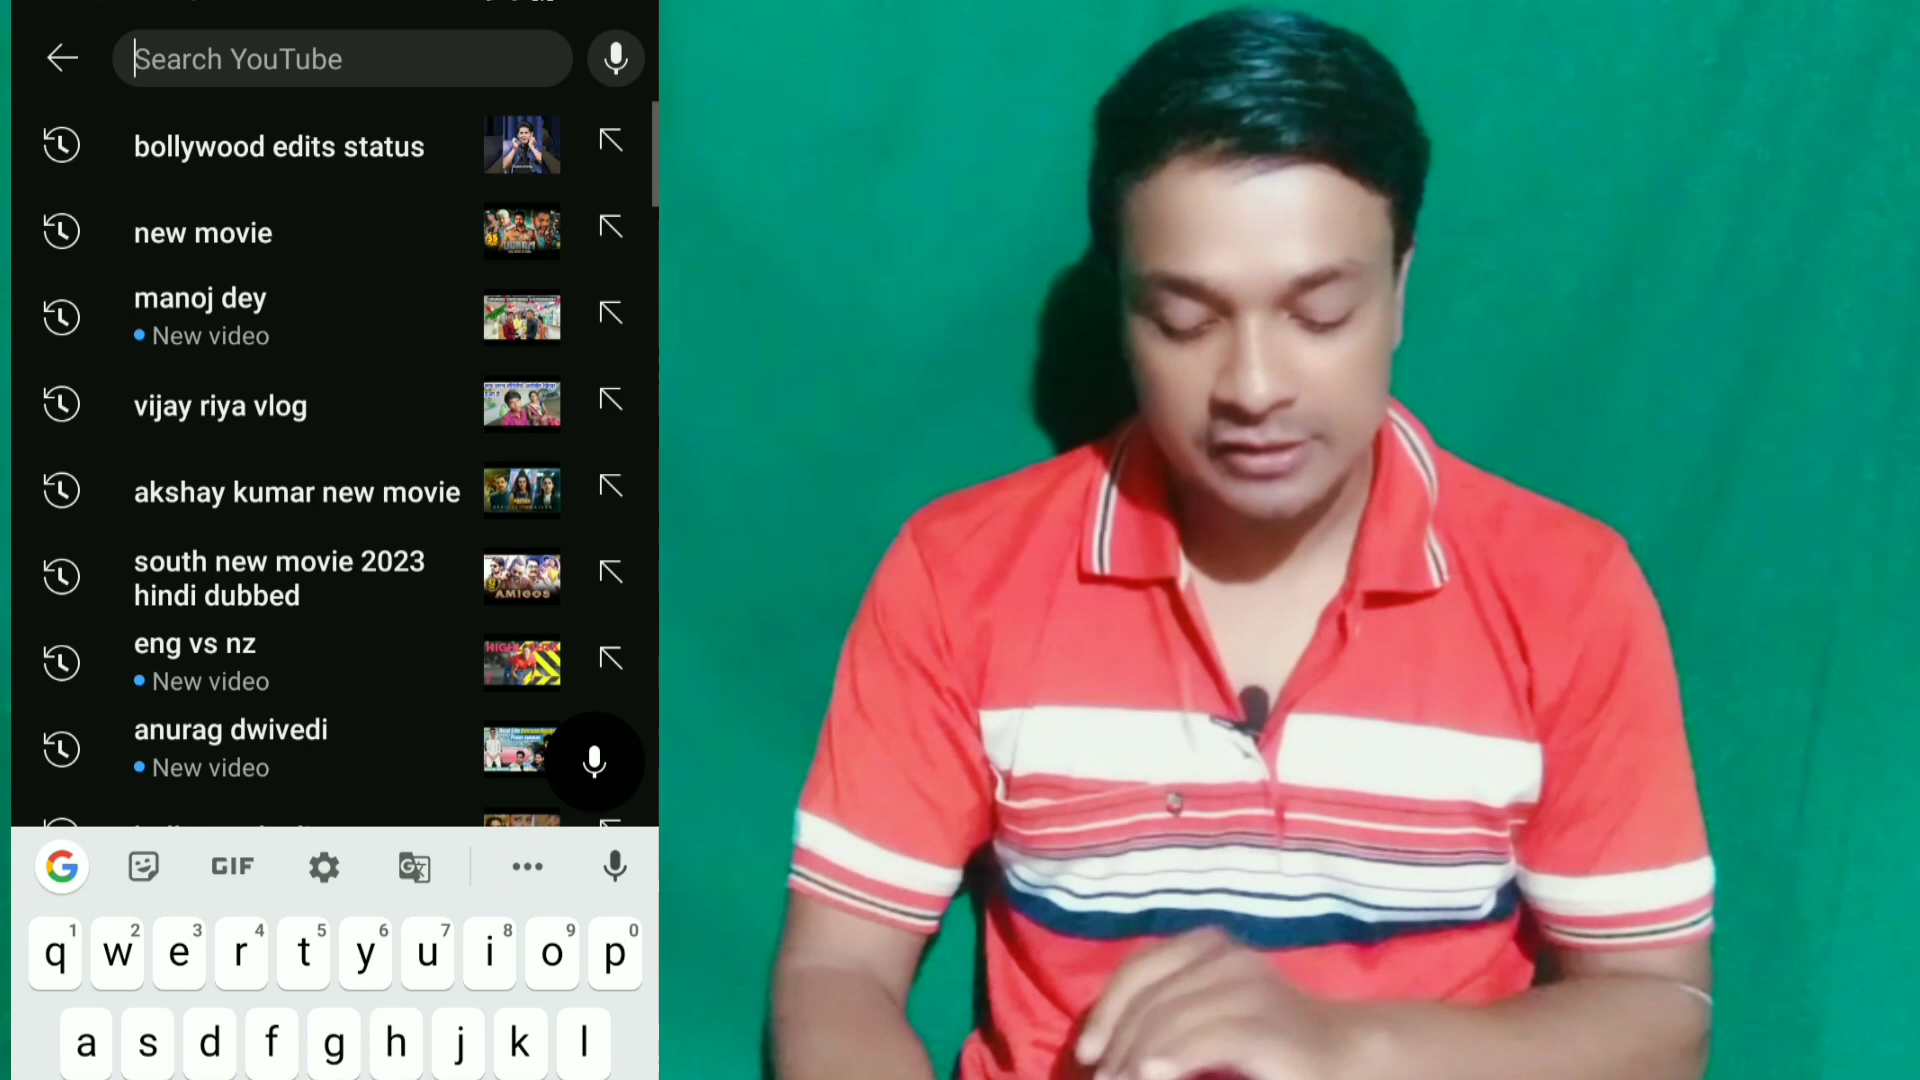 Search YouTube
bollywood edits status
new movie
manoj dey
New video
vijay riya vlog
akshay kumar new movie
south new movie 2023
hindi dubbed
AMIGOS
eng vs nz
New video
anurag dwivedi
New video
G GIF G
1 2 3 4 5 6 7 8 9 0
q w e r t y u i o p
a s d f g h j k l